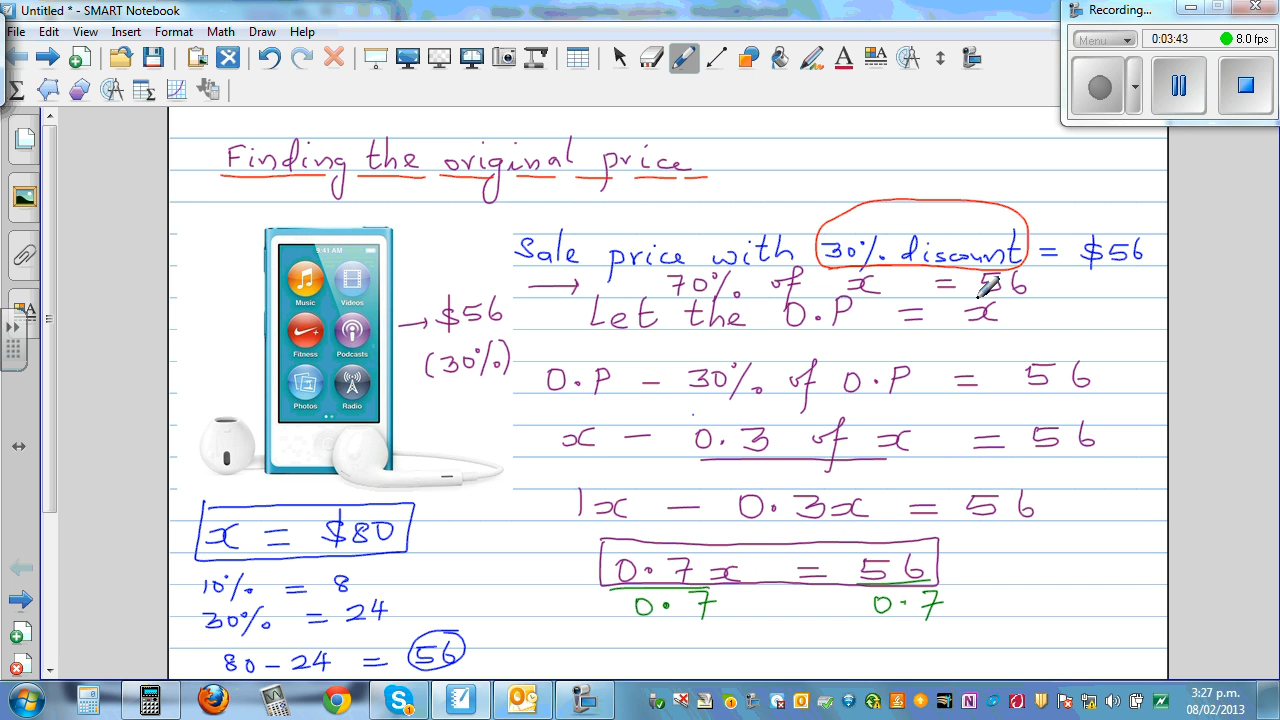 Untitled * - SMART Notebook
File Edit View Insert Format Math Draw Help
Recording...
Menu
0:03:43
8.0 fps
Finding the original price
Sale price with 30% discount = $56
→ 70% of x = 56
Let the O.P = x
9:41 AM
Music Videos
Fitness Podcasts
Photos Radio
→ $56
(30%)
O.P - 30% of O.P = 56
x - 0.3 of x = 56
1x - 0.3x = 56
0.7x = 56
0.7 0.7
x = $80
10% = 8
30% = 24
80 - 24 = 56
3:27 p.m.
08/02/2013